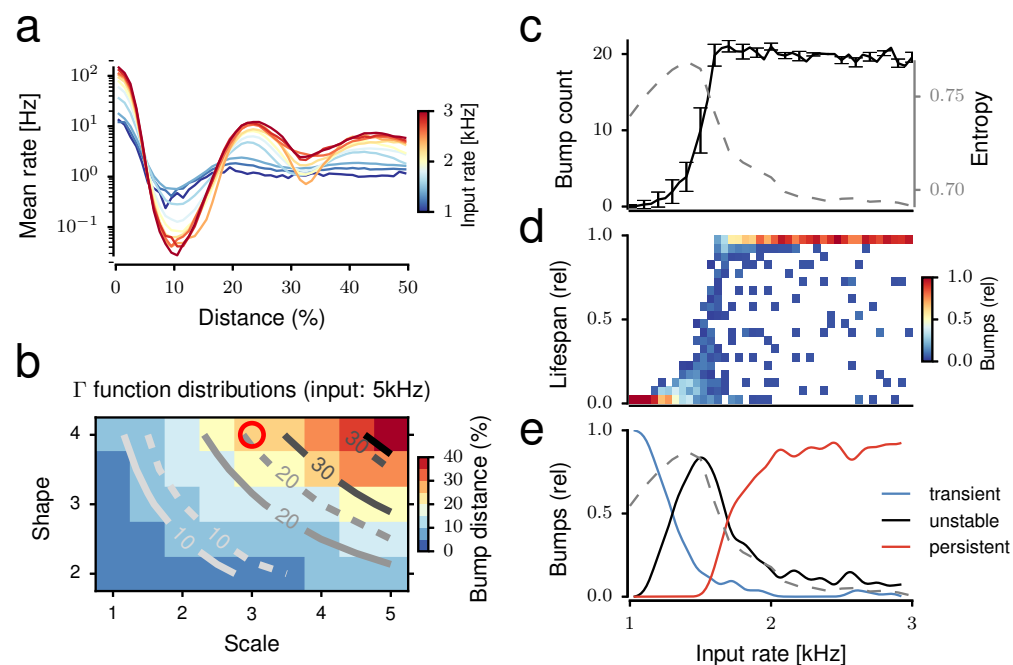 a
Mean rate [Hz]
10²
10¹
10⁰
10⁻¹
0 10 20 30 40 50
Distance (%)
3
2
1
Input rate [kHz]
b
Γ function distributions (input: 5kHz)
Shape
4
3
2
1 2 3 4 5
Scale
10
10
20
20
30
30
40
30
20
10
0
Bump distance (%)
c
Bump count
20
10
0
0.75
0.70
Entropy
d
Lifespan (rel)
1.0
0.5
0.0
1.0
0.5
0.0
Bumps (rel)
e
Bumps (rel)
1.0
0.5
0.0
1 2 3
Input rate [kHz]
transient
unstable
persistent